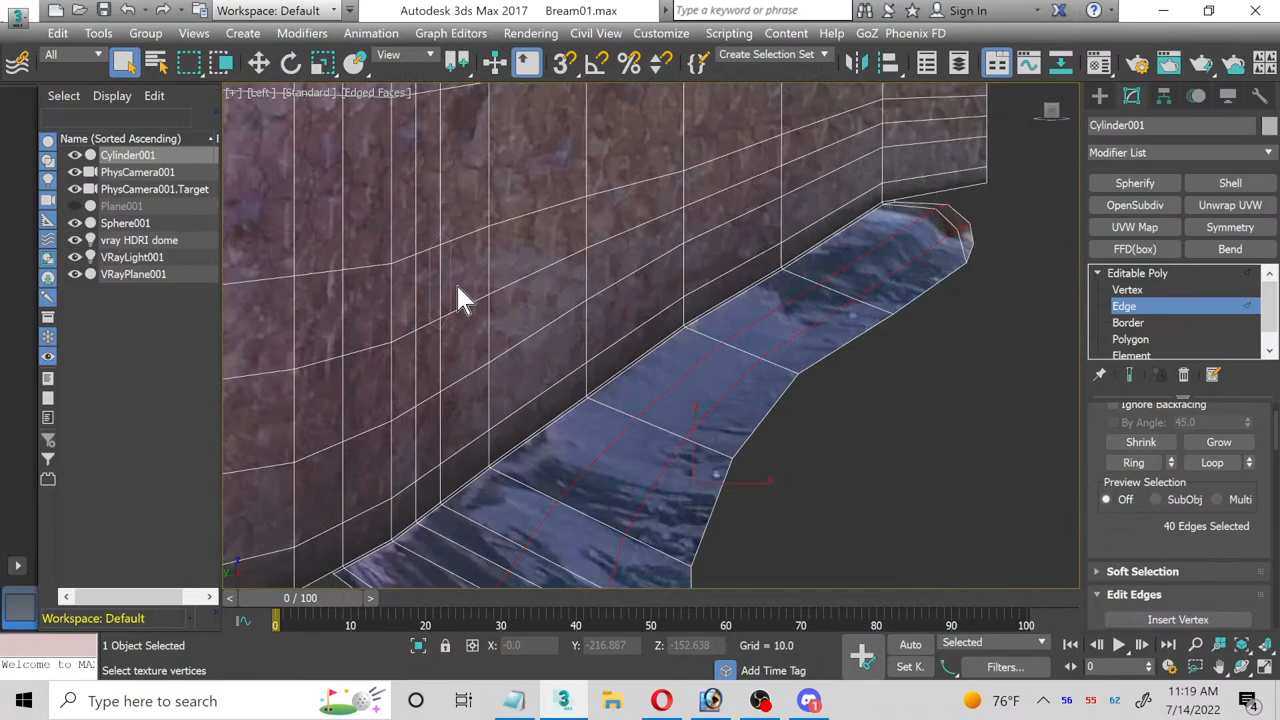 Workspace: Default
Autodesk 3ds Max 2017
Bream01.max
Type a keyword or phrase
Sign In
Edit Tools Group Views Create Modifiers Animation Graph Editors Rendering Civil View Customize Scripting Content Help GoZ Phoenix FD
All
View
Create Selection Set
Select Display Edit
Name (Sorted Ascending)
Cylinder001
PhysCamera001
PhysCamera001.Target
Plane001
Sphere001
vray HDRI dome
VRayLight001
VRayPlane001
[+] [Left] [Standard] [Edged Faces]
Cylinder001
Modifier List
Spherify Shell
OpenSubdiv Unwrap UVW
UVW Map Symmetry
FFD(box) Bend
Editable Poly
Vertex
Edge
Border
Polygon
Element
Ignore Backfacing
By Angle: 45.0
Shrink Grow
Ring Loop
Preview Selection
Off SubObj Multi
40 Edges Selected
Soft Selection
Edit Edges
Insert Vertex
Workspace: Default
0 / 100
0 10 20 30 40 50 60 70 80 90 100
Welcome to MA
1 Object Selected
Select texture vertices
X: -0.0 Y: -216.887 Z: -152.638 Grid = 10.0
Add Time Tag
Auto Selected
Set K. Filters...
0
Type here to search
76°F
56 55 62
11:19 AM
7/14/2022
4
1